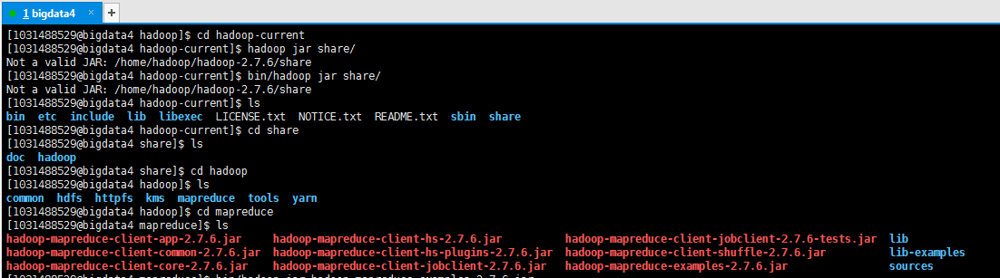 1 bigdata4 × +
[1031488529@bigdata4 hadoop]$ cd hadoop-current
[1031488529@bigdata4 hadoop-current]$ hadoop jar share/
Not a valid JAR: /home/hadoop/hadoop-2.7.6/share
[1031488529@bigdata4 hadoop-current]$ bin/hadoop jar share/
Not a valid JAR: /home/hadoop/hadoop-2.7.6/share
[1031488529@bigdata4 hadoop-current]$ ls
bin etc include lib libexec LICENSE.txt NOTICE.txt README.txt sbin share
[1031488529@bigdata4 hadoop-current]$ cd share
[1031488529@bigdata4 share]$ ls
doc hadoop
[1031488529@bigdata4 share]$ cd hadoop
[1031488529@bigdata4 hadoop]$ ls
common hdfs httpfs kms mapreduce tools yarn
[1031488529@bigdata4 hadoop]$ cd mapreduce
[1031488529@bigdata4 mapreduce]$ ls
hadoop-mapreduce-client-app-2.7.6.jar hadoop-mapreduce-client-hs-2.7.6.jar hadoop-mapreduce-client-jobclient-2.7.6-tests.jar lib
hadoop-mapreduce-client-common-2.7.6.jar hadoop-mapreduce-client-hs-plugins-2.7.6.jar hadoop-mapreduce-client-shuffle-2.7.6.jar lib-examples
hadoop-mapreduce-client-core-2.7.6.jar hadoop-mapreduce-client-jobclient-2.7.6.jar hadoop-mapreduce-examples-2.7.6.jar sources